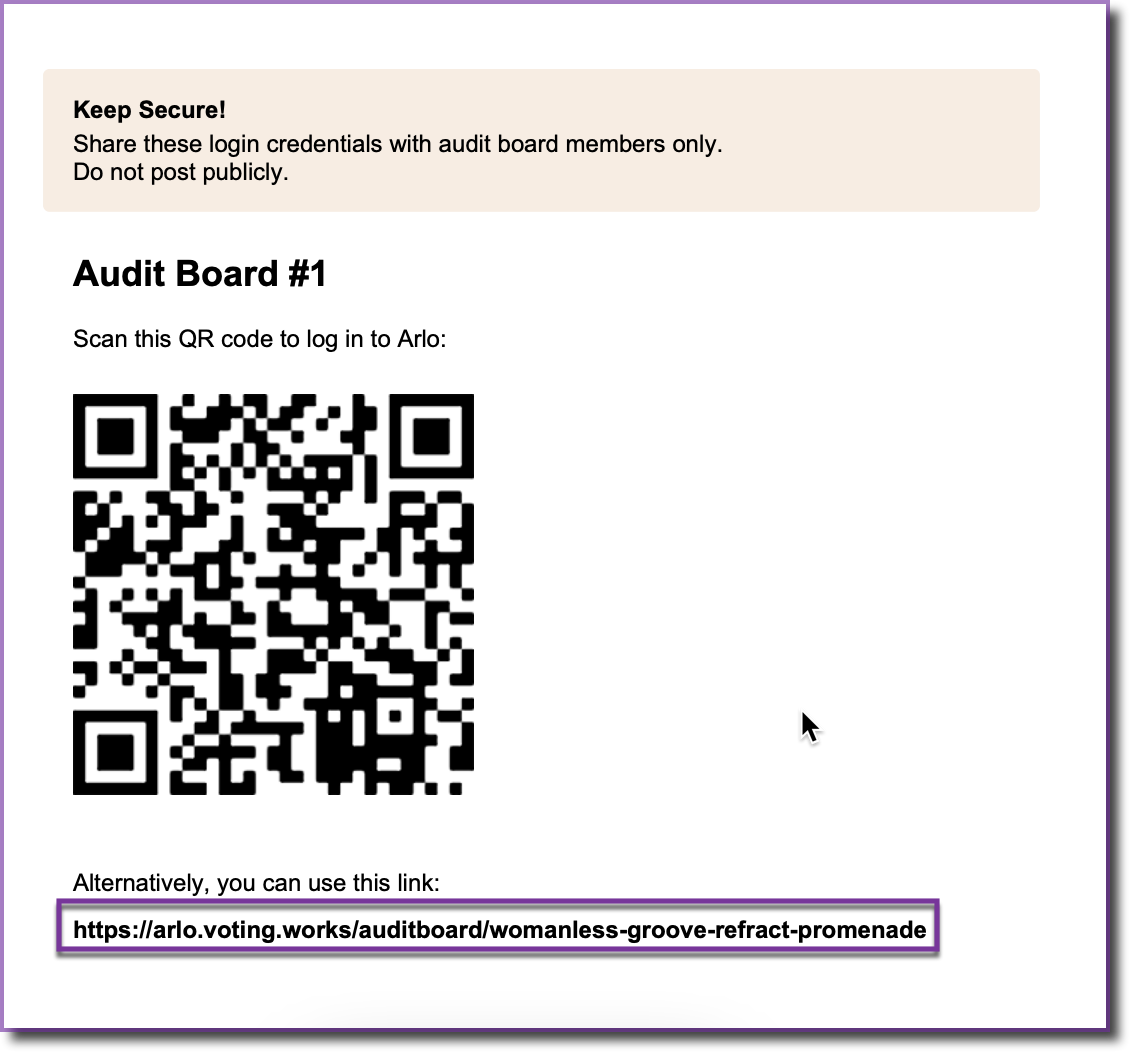 Keep Secure!
Share these login credentials with audit board members only.
Do not post publicly.
Audit Board #1
Scan this QR code to log in to Arlo:
Alternatively, you can use this link:
https://arlo.voting.works/auditboard/womanless-groove-refract-promenade